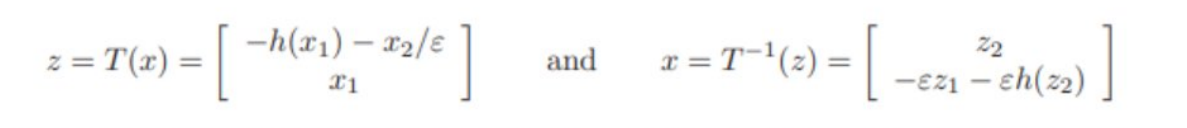 z = T(x) = [ −h(x₁) − x₂/ε ; x₁ ] and x = T⁻¹(z) = [ z₂ ; −εz₁ − εh(z₂) ]